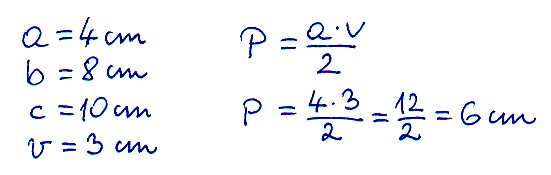 a = 4 cm
b = 8 cm
c = 10 cm
v = 3 cm
P = a·v/2
P = 4·3/2 = 12/2 = 6 cm